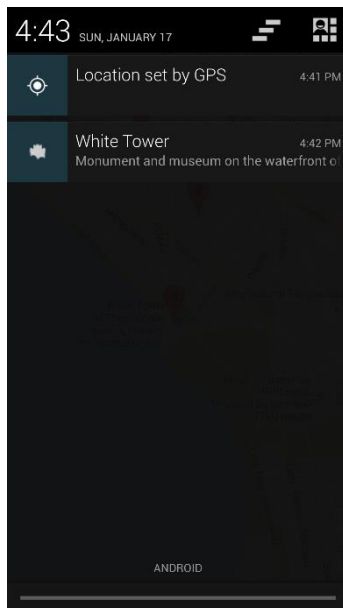 4:43 SUN, JANUARY 17
Location set by GPS 4:41 PM
White Tower 4:42 PM
Monument and museum on the waterfront of
ANDROID